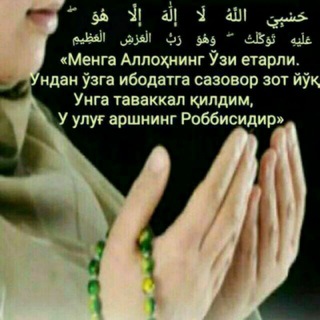 حَسْبِيَ اللَّهُ لَا إِلَٰهَ إِلَّا هُوَ ۖ
عَلَيْهِ تَوَكَّلْتُ ۖ وَهُوَ رَبُّ الْعَرْشِ الْعَظِيمِ
«Менга Аллоҳнинг Ўзи етарли.
Ундан ўзга ибодатга сазовор зот йўқ,
Унга таваккал қилдим,
У улуғ аршнинг Роббисидир»